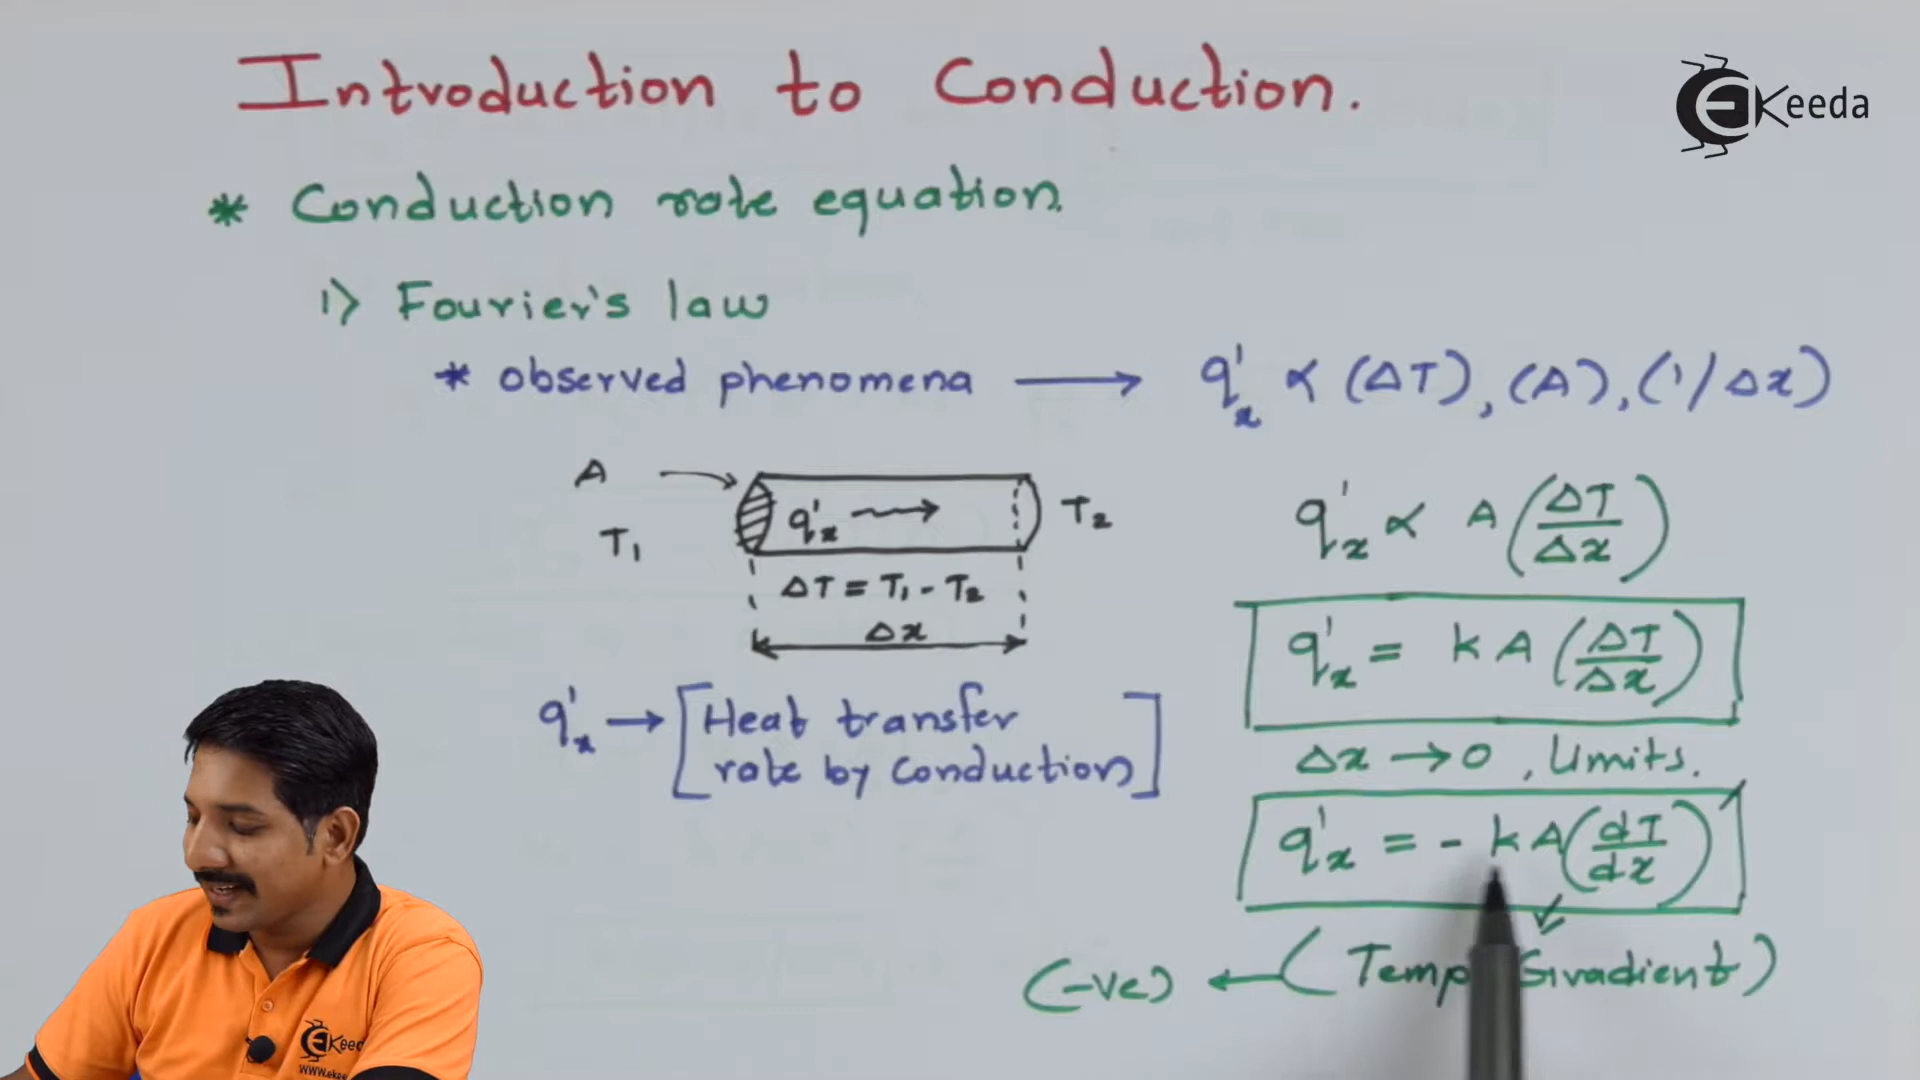 Introduction to Conduction.
EKeeda
* Conduction rate equation.
1) Fourier's law
* observed phenomena → q'x ∝ (ΔT), (A), (1/Δx)
A
T1
q'x
T2
ΔT = T1 - T2
Δx
q'x → [Heat transfer
rate by conduction]
q'x ∝ A(ΔT/Δx)
q'x = kA(ΔT/Δx)
Δx → 0, Limits.
q'x = -kA(dT/dx)
(-ve) ← (Temp Gradient)